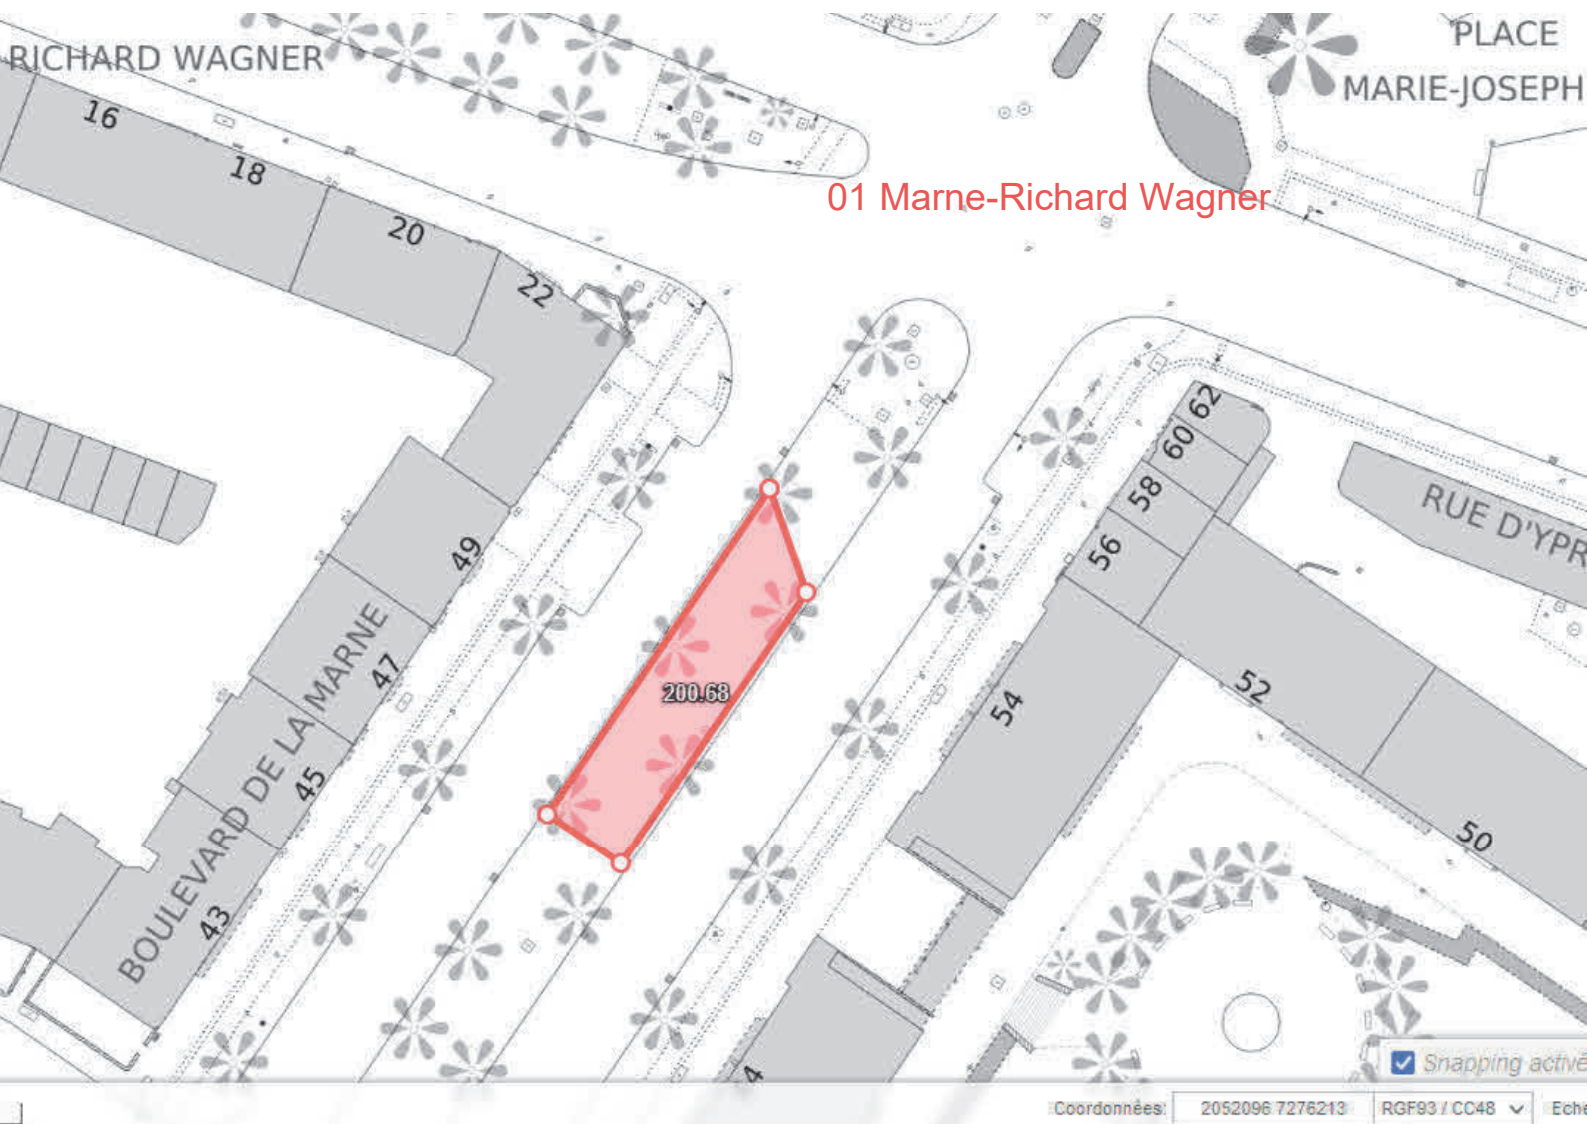 RICHARD WAGNER
PLACE
MARIE-JOSEPH
01 Marne-Richard Wagner
16
18
20
22
62
60
58
56
54
52
50
RUE D'YPR
49
47
45
43
BOULEVARD DE LA MARNE
200.68
4
Snapping activé
Coordonnées: 2052096 7276213 RGF93 / CC48 Eche